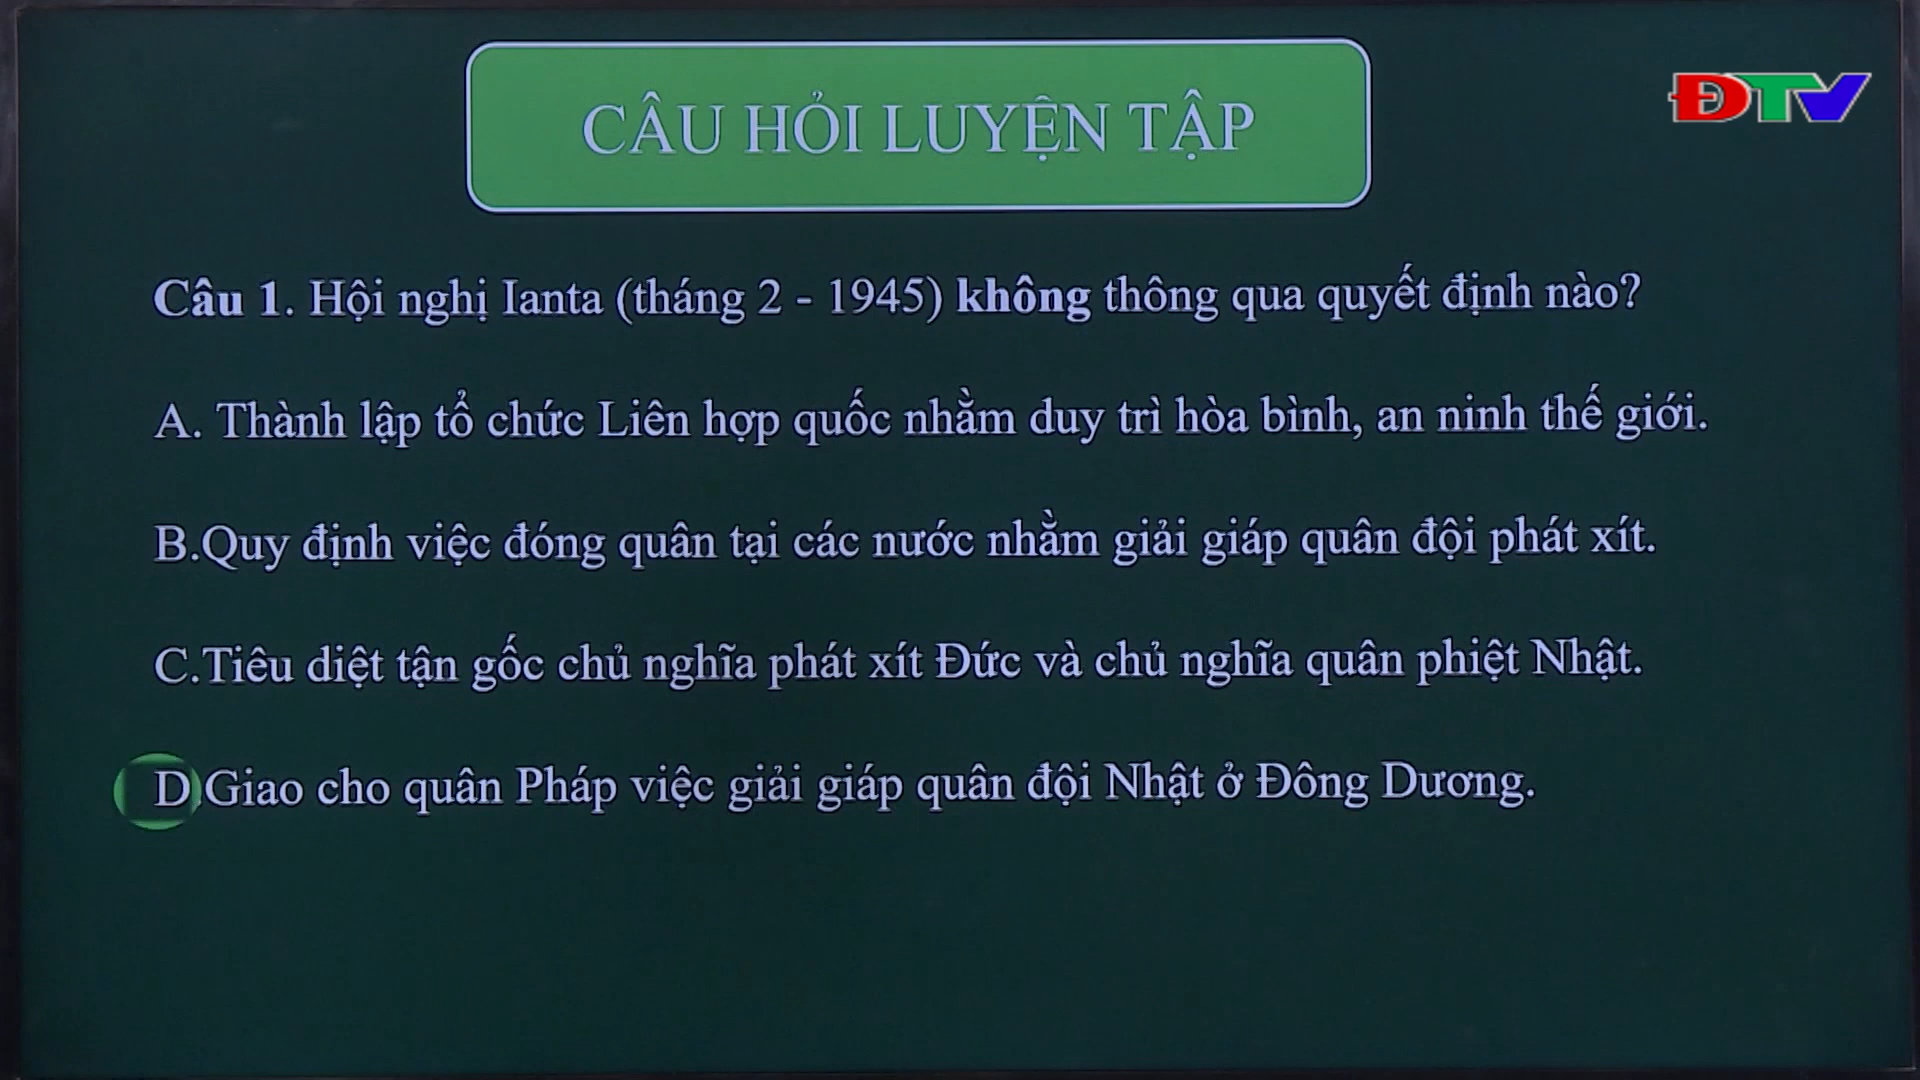 ĐTV
CÂU HỎI LUYỆN TẬP
Câu 1. Hội nghị Ianta (tháng 2 - 1945) không thông qua quyết định nào?
A. Thành lập tổ chức Liên hợp quốc nhằm duy trì hòa bình, an ninh thế giới.
B.Quy định việc đóng quân tại các nước nhằm giải giáp quân đội phát xít.
C.Tiêu diệt tận gốc chủ nghĩa phát xít Đức và chủ nghĩa quân phiệt Nhật.
D.Giao cho quân Pháp việc giải giáp quân đội Nhật ở Đông Dương.